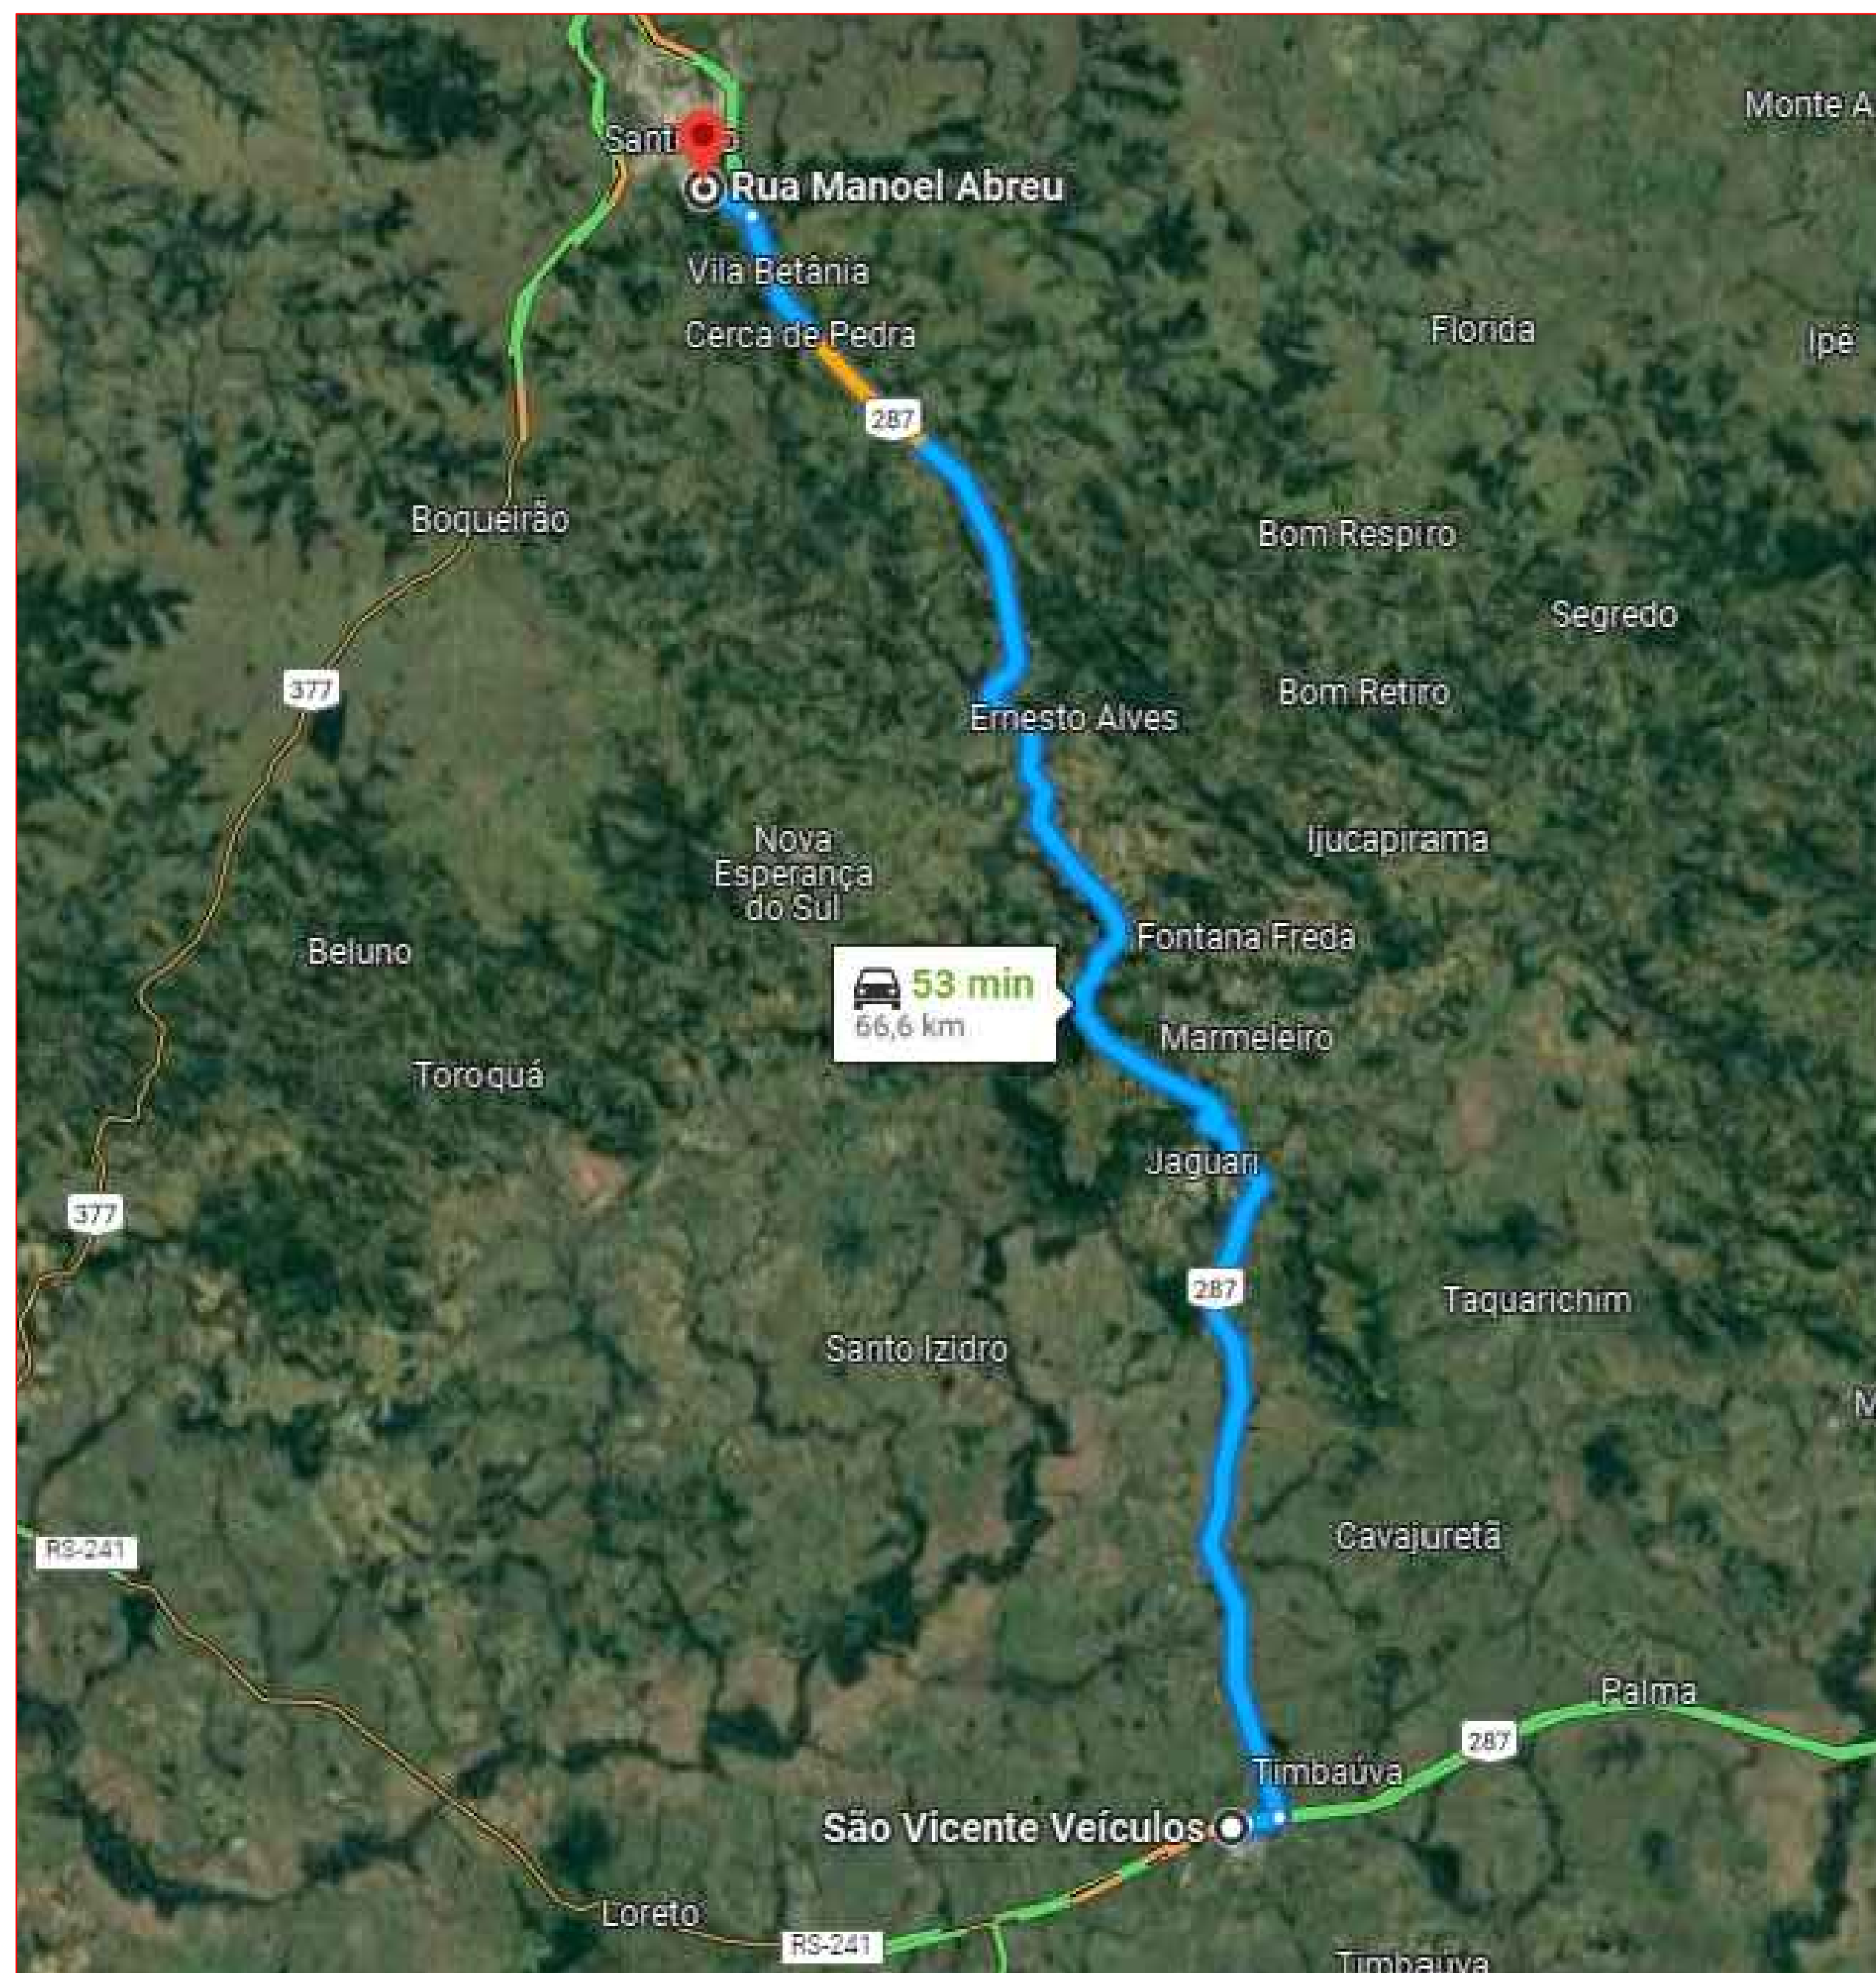 Monte A
Rua Manoel Abreu
Vila Betânia
Cerca de Pedra
Florida
Ipê
287
Boqueirão
Bom Respiro
Segredo
377
Bom Retiro
Ernesto Alves
Nova
Esperança
do Sul
Ijucapirama
Beluno
Fontana Freda
53 min
66,6 km
Marmeleiro
Toroquá
Jaguari
377
287
Taquarichim
Santo Izidro
M
Cavajuretã
RS-241
Palma
287
Timbaúva
São Vicente Veículos
Loreto
RS-241
Timbaúva